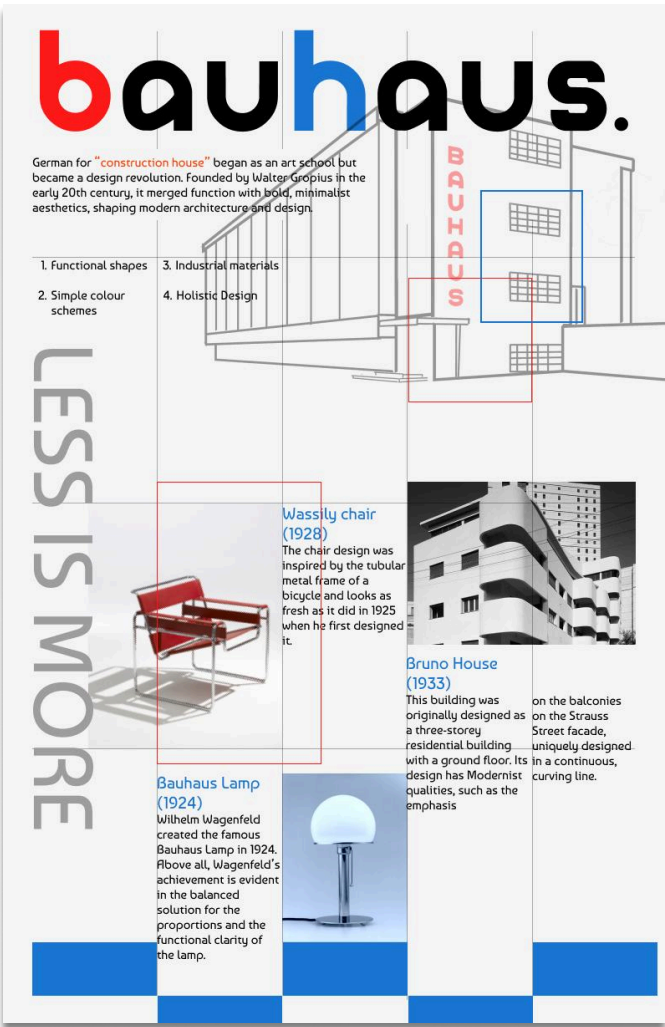 bauhaus.
German for "construction house" began as an art school but
became a design revolution. Founded by Walter Gropius in the
early 20th century, it merged function with bold, minimalist
aesthetics, shaping modern architecture and design.
BAUHAUS
1. Functional shapes
2. Simple colour
schemes
3. Industrial materials
4. Holistic Design
LESS IS MORE
Wassily chair
(1928)
The chair design was
inspired by the tubular
metal frame of a
bicycle and looks as
fresh as it did in 1925
when he first designed
it.
Bruno House
(1933)
This building was
originally designed as
a three-storey
residential building
with a ground floor. Its
design has Modernist
qualities, such as the
emphasis
on the balconies
on the Strauss
Street facade,
uniquely designed
in a continuous,
curving line.
Bauhaus Lamp
(1924)
Wilhelm Wagenfeld
created the famous
Bauhaus Lamp in 1924.
Above all, Wagenfeld's
achievement is evident
in the balanced
solution for the
proportions and the
functional clarity of
the lamp.